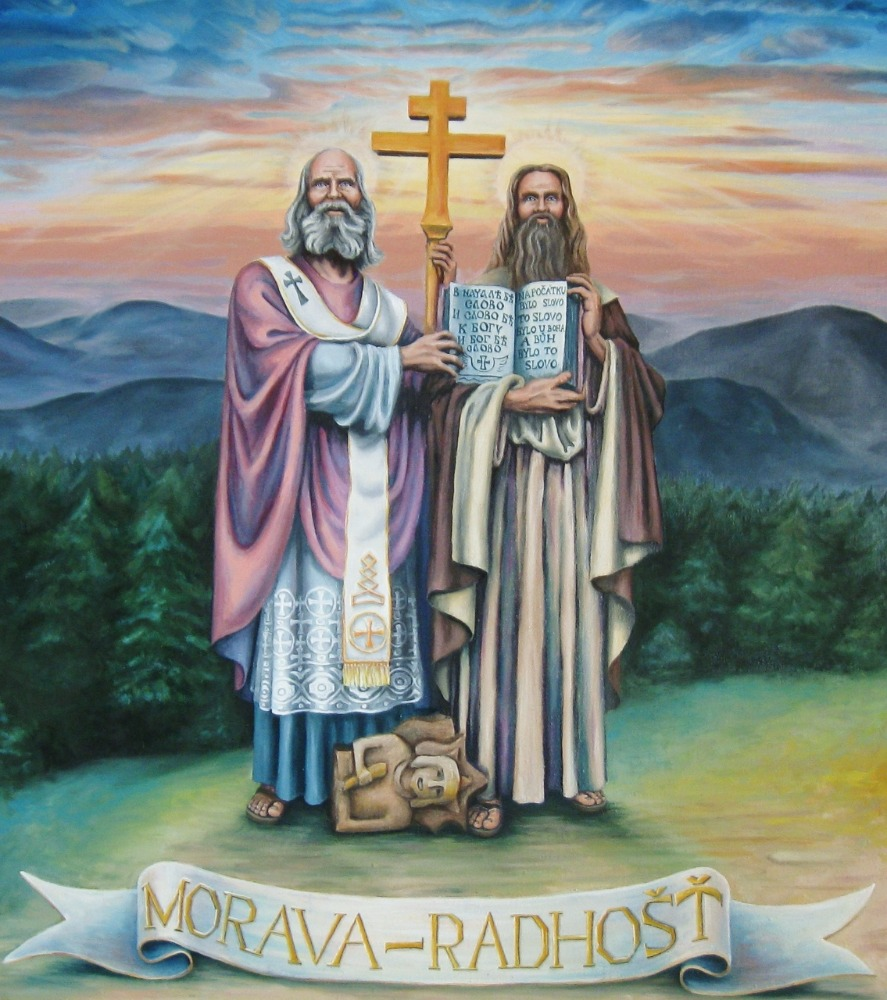 В НАУАЛѢ БѢ
СЛОВО
И СЛОВО БѢ
К БОГУ
И БОГ БѢ
СЛОВО
NA POČÁTKU
BYLO SLOVO
TO SLOVO
BYLO U BOHA
A BŮH
BYLO TO
SLOVO
MORAVA–RADHOŠŤ